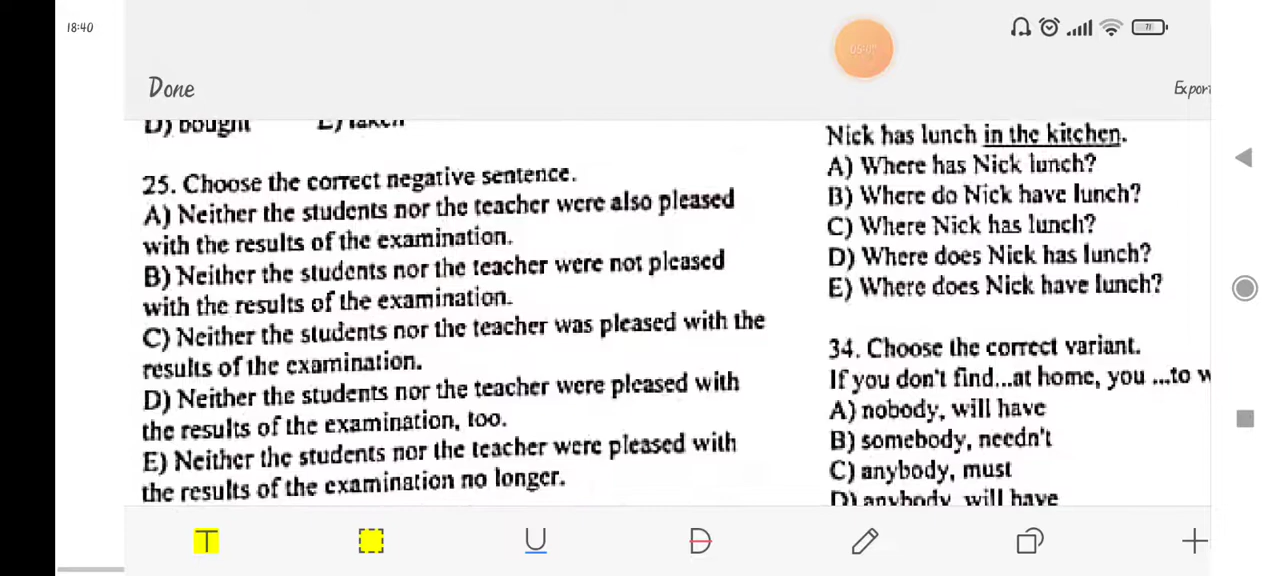 18:40
71
Done
Export
D) bought E) taken
25. Choose the correct negative sentence.
A) Neither the students nor the teacher were also pleased
with the results of the examination.
B) Neither the students nor the teacher were not pleased
with the results of the examination.
C) Neither the students nor the teacher was pleased with the
results of the examination.
D) Neither the students nor the teacher were pleased with
the results of the examination, too.
E) Neither the students nor the teacher were pleased with
the results of the examination no longer.
Nick has lunch in the kitchen.
A) Where has Nick lunch?
B) Where do Nick have lunch?
C) Where Nick has lunch?
D) Where does Nick has lunch?
E) Where does Nick have lunch?
34. Choose the correct variant.
If you don't find...at home, you ...to
A) nobody, will have
B) somebody, needn't
C) anybody, must
D) anybody, will have
T
U
D